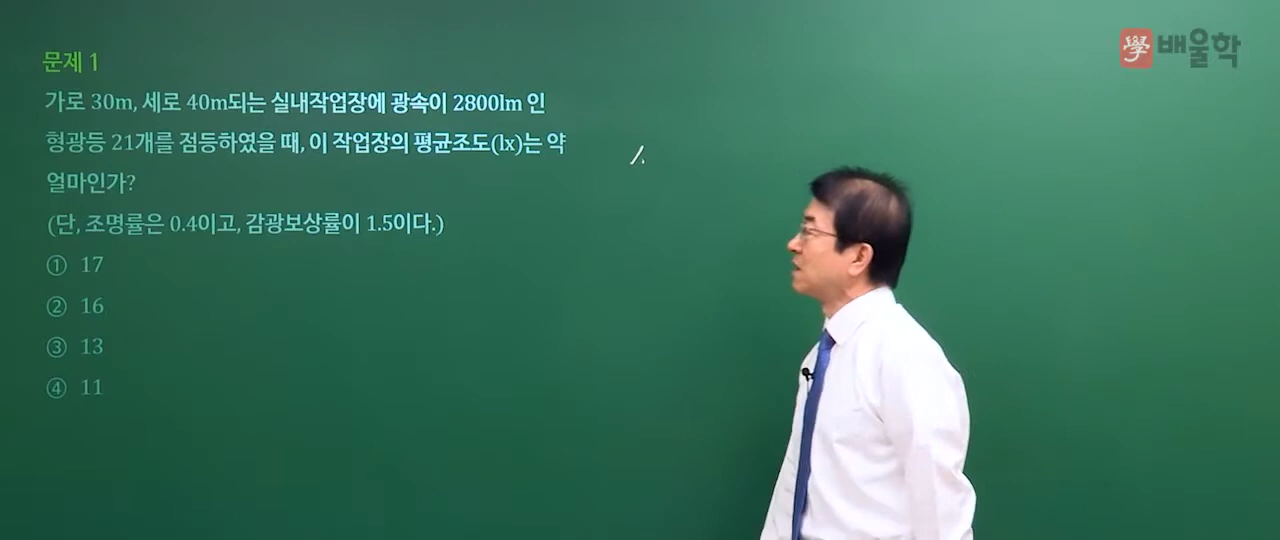 學 배울학
문제 1
가로 30m, 세로 40m되는 실내작업장에 광속이 2800lm 인
형광등 21개를 점등하였을 때, 이 작업장의 평균조도(lx)는 약
얼마인가?
(단, 조명률은 0.4이고, 감광보상률이 1.5이다.)
① 17
② 16
③ 13
④ 11